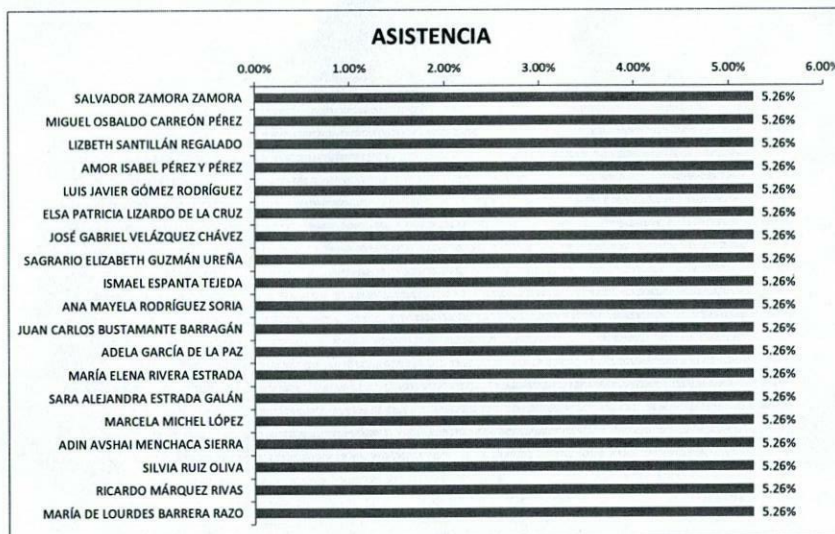 ASISTENCIA
0.00% 1.00% 2.00% 3.00% 4.00% 5.00% 6.00%
SALVADOR ZAMORA ZAMORA 5.26%
MIGUEL OSBALDO CARREÓN PÉREZ 5.26%
LIZBETH SANTILLÁN REGALADO 5.26%
AMOR ISABEL PÉREZ Y PÉREZ 5.26%
LUIS JAVIER GÓMEZ RODRÍGUEZ 5.26%
ELSA PATRICIA LIZARDO DE LA CRUZ 5.26%
JOSÉ GABRIEL VELÁZQUEZ CHÁVEZ 5.26%
SAGRARIO ELIZABETH GUZMÁN UREÑA 5.26%
ISMAEL ESPANTA TEJEDA 5.26%
ANA MAYELA RODRÍGUEZ SORIA 5.26%
JUAN CARLOS BUSTAMANTE BARRAGÁN 5.26%
ADELA GARCÍA DE LA PAZ 5.26%
MARÍA ELENA RIVERA ESTRADA 5.26%
SARA ALEJANDRA ESTRADA GALÁN 5.26%
MARCELA MICHEL LÓPEZ 5.26%
ADIN AVSHAI MENCHACA SIERRA 5.26%
SILVIA RUIZ OLIVA 5.26%
RICARDO MÁRQUEZ RIVAS 5.26%
MARÍA DE LOURDES BARRERA RAZO 5.26%